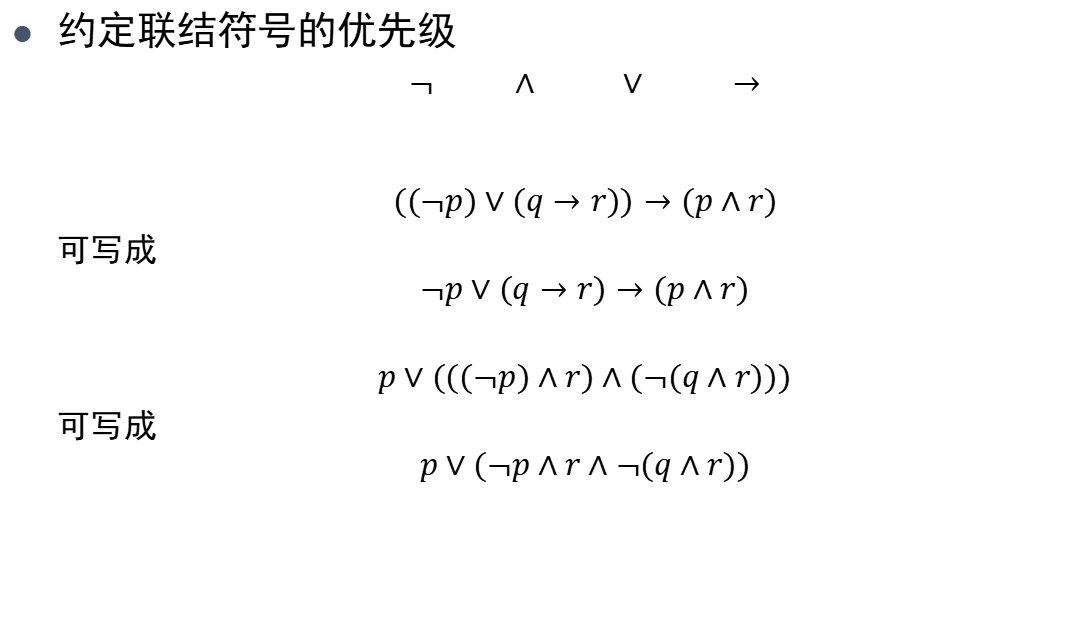 • 约定联结符号的优先级
¬ ∧ ∨ →
((¬p) ∨ (q → r)) → (p ∧ r)
可写成
¬p ∨ (q → r) → (p ∧ r)
p ∨ (((¬p) ∧ r) ∧ (¬(q ∧ r)))
可写成
p ∨ (¬p ∧ r ∧ ¬(q ∧ r))